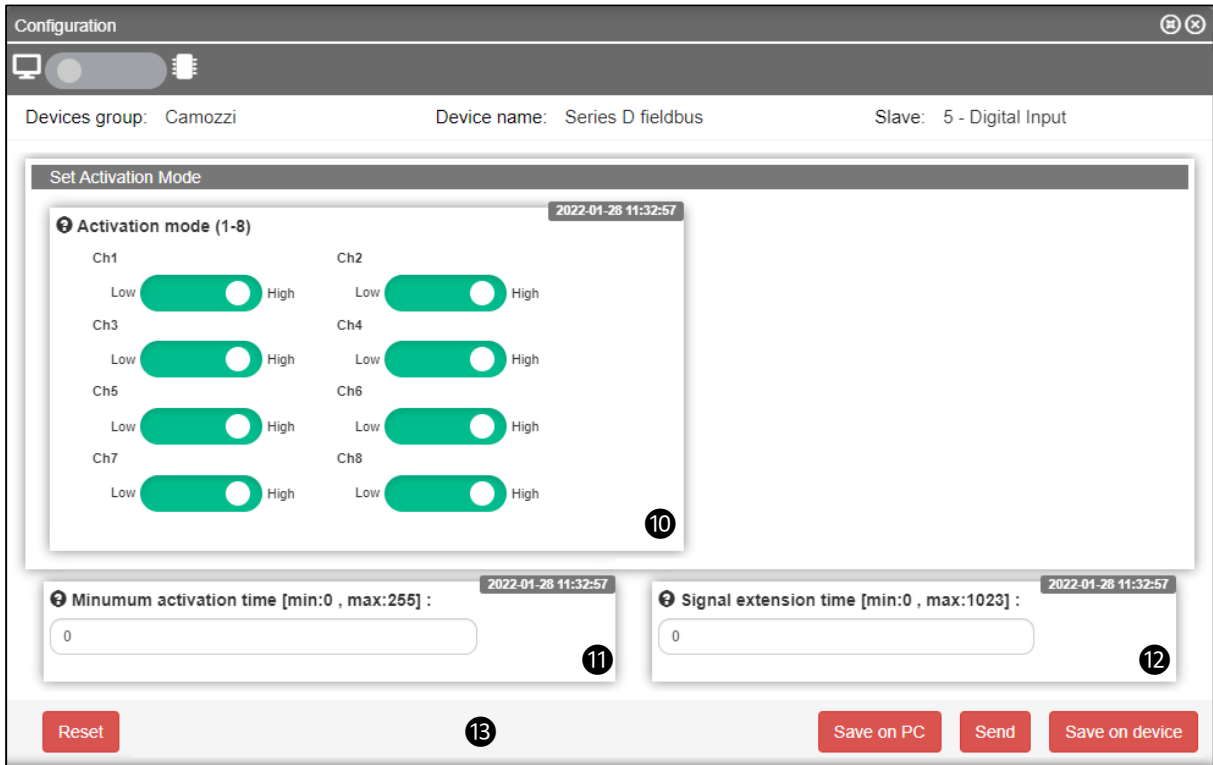 Configuration
Devices group: Camozzi Device name: Series D fieldbus Slave: 5 - Digital Input
Set Activation Mode
2022-01-28 11:32:57
Activation mode (1-8)
Ch1 Ch2
Low High Low High
Ch3 Ch4
Low High Low High
Ch5 Ch6
Low High Low High
Ch7 Ch8
Low High Low High
10
2022-01-28 11:32:57 2022-01-28 11:32:57
Minumum activation time [min:0 , max:255] : Signal extension time [min:0 , max:1023] :
0 0
11 12
Reset 13 Save on PC Send Save on device